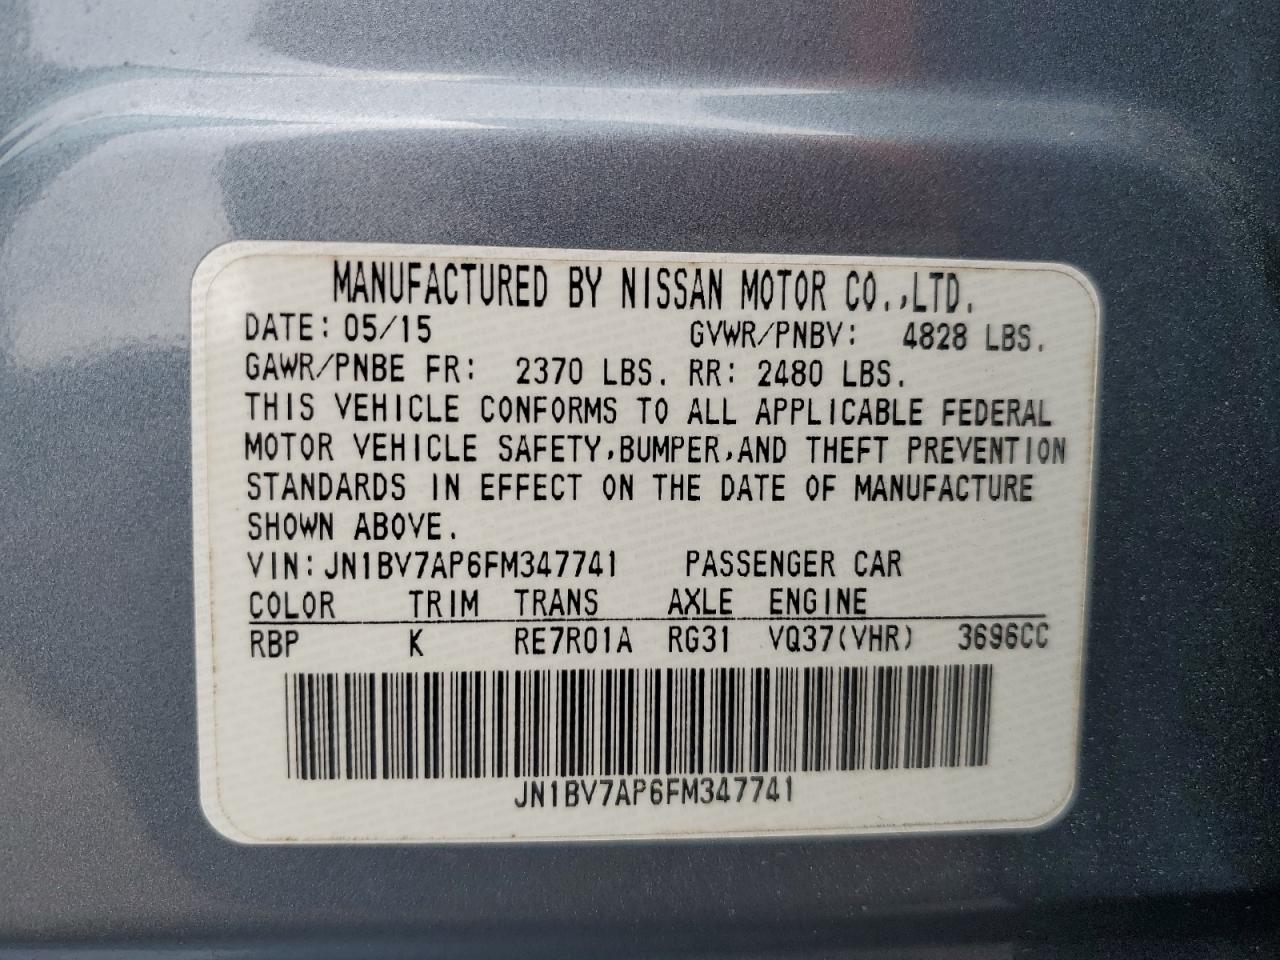 MANUFACTURED BY NISSAN MOTOR CO.,LTD.
DATE: 05/15 GVWR/PNBV: 4828 LBS.
GAWR/PNBE FR: 2370 LBS. RR: 2480 LBS.
THIS VEHICLE CONFORMS TO ALL APPLICABLE FEDERAL
MOTOR VEHICLE SAFETY,BUMPER,AND THEFT PREVENTION
STANDARDS IN EFFECT ON THE DATE OF MANUFACTURE
SHOWN ABOVE.
VIN:JN1BV7AP6FM347741 PASSENGER CAR
COLOR TRIM TRANS AXLE ENGINE
RBP K RE7R01A RG31 VQ37(VHR) 3696CC
JN1BV7AP6FM347741